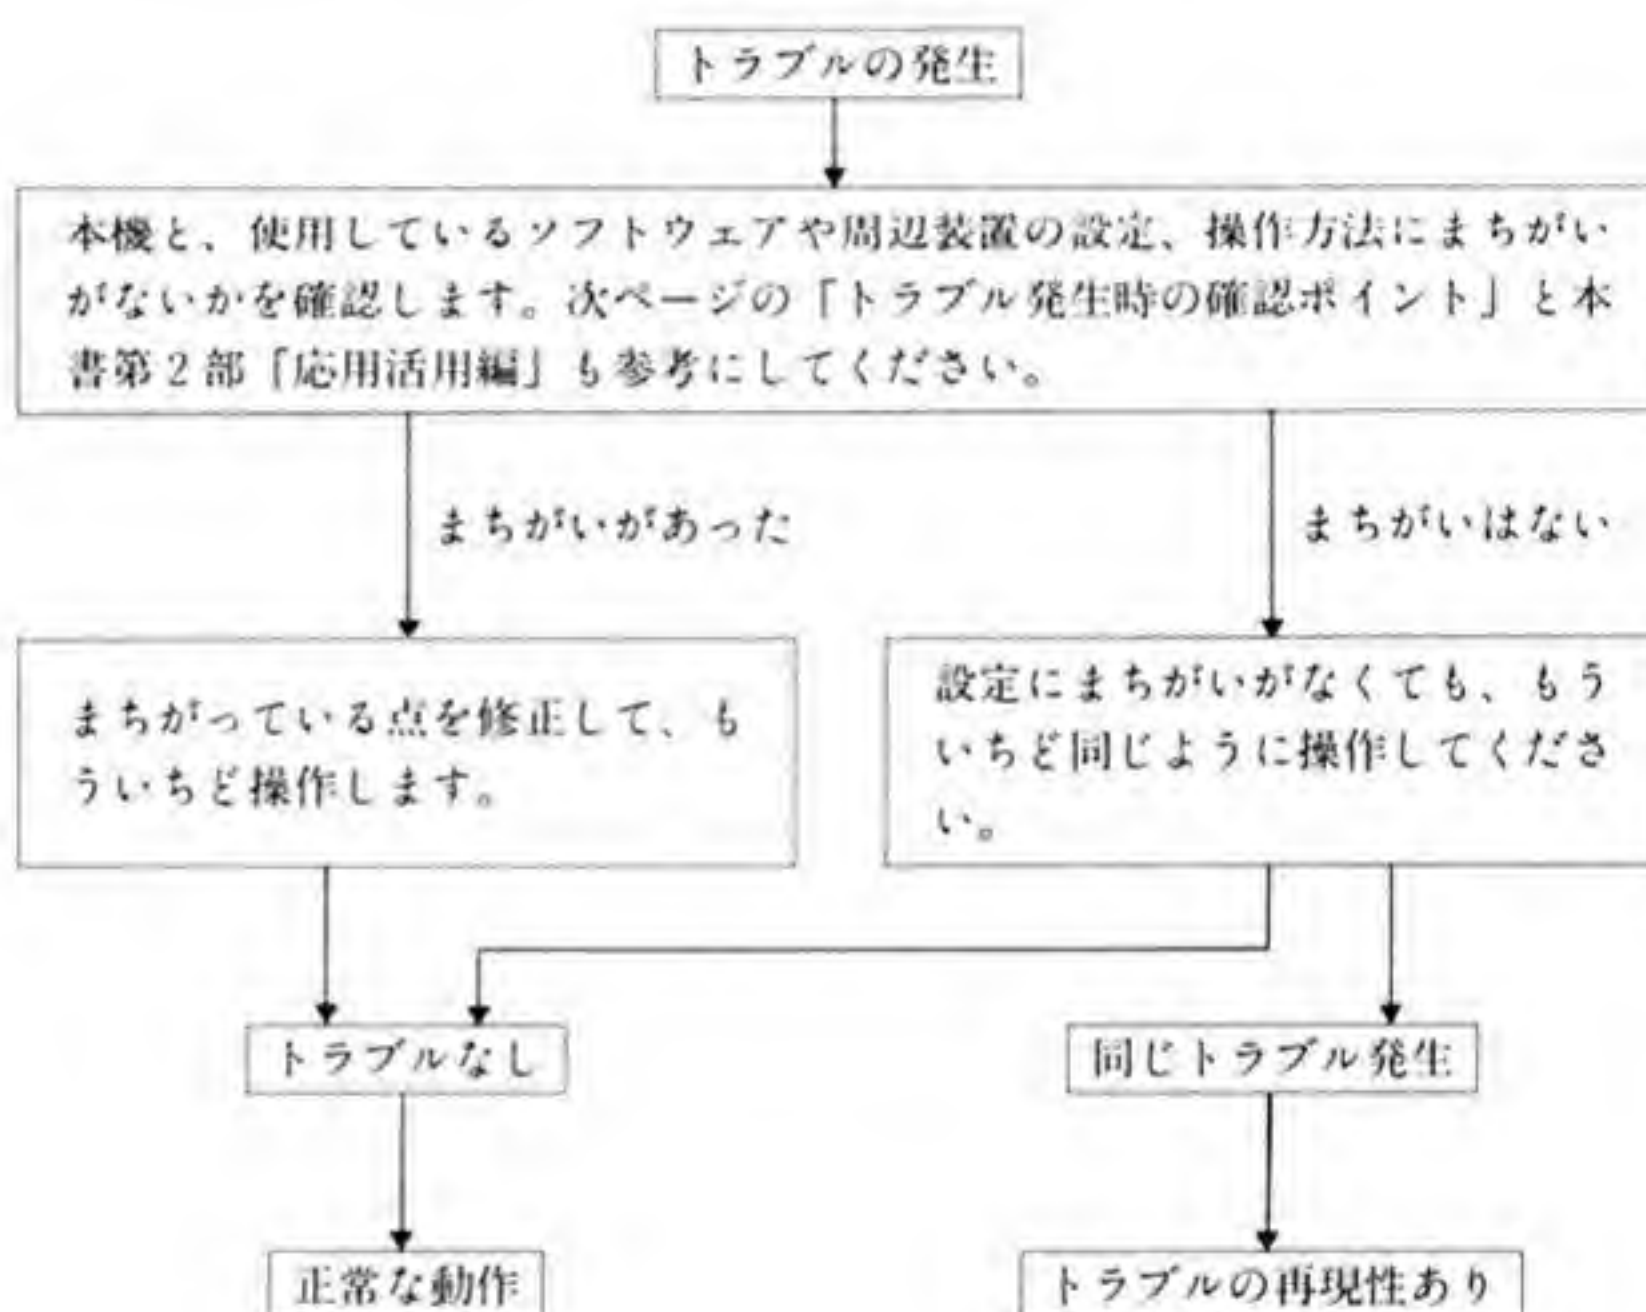 トラブルの発生
本機と、使用しているソフトウェアや周辺装置の設定、操作方法にまちがい
がないかを確認します。次ページの「トラブル発生時の確認ポイント」と本
書第2部「応用活用編」も参考にしてください。
まちがいがあった
まちがいはない
まちがっている点を修正して、も
ういちど操作します。
設定にまちがいがなくても、もう
いちど同じように操作してくださ
い。
トラブルなし
同じトラブル発生
正常な動作
トラブルの再現性あり